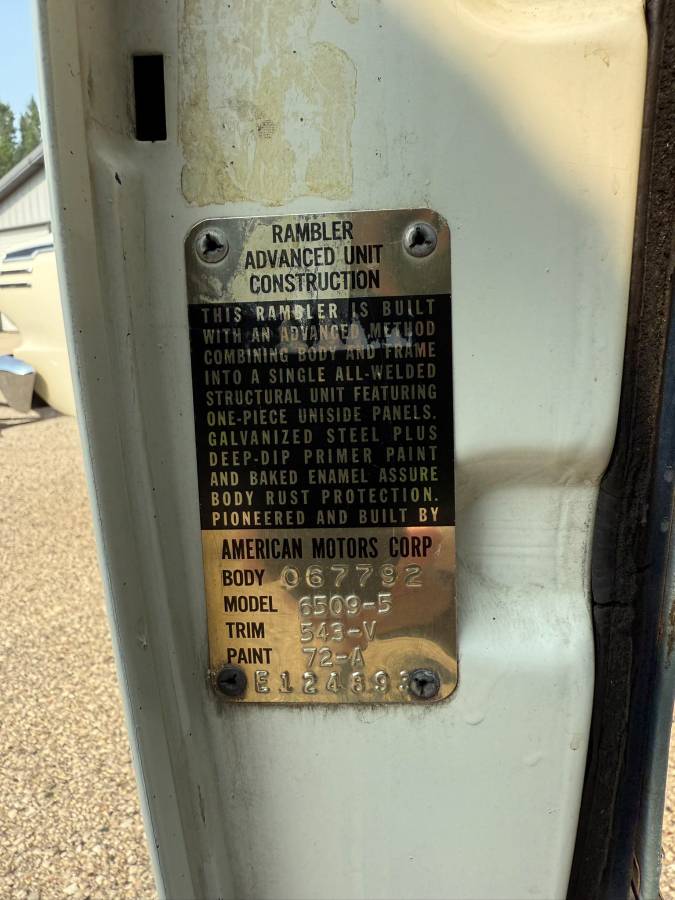 RAMBLER
ADVANCED UNIT
CONSTRUCTION
THIS RAMBLER IS BUILT
WITH AN ADVANCED METHOD
COMBINING BODY AND FRAME
INTO A SINGLE ALL-WELDED
STRUCTURAL UNIT FEATURING
ONE-PIECE UNISIDE PANELS.
GALVANIZED STEEL PLUS
DEEP-DIP PRIMER PAINT
AND BAKED ENAMEL ASSURE
BODY RUST PROTECTION.
PIONEERED AND BUILT BY
AMERICAN MOTORS CORP
BODY 067792
MODEL 6509-5
TRIM 543-V
PAINT 72-A
E124893